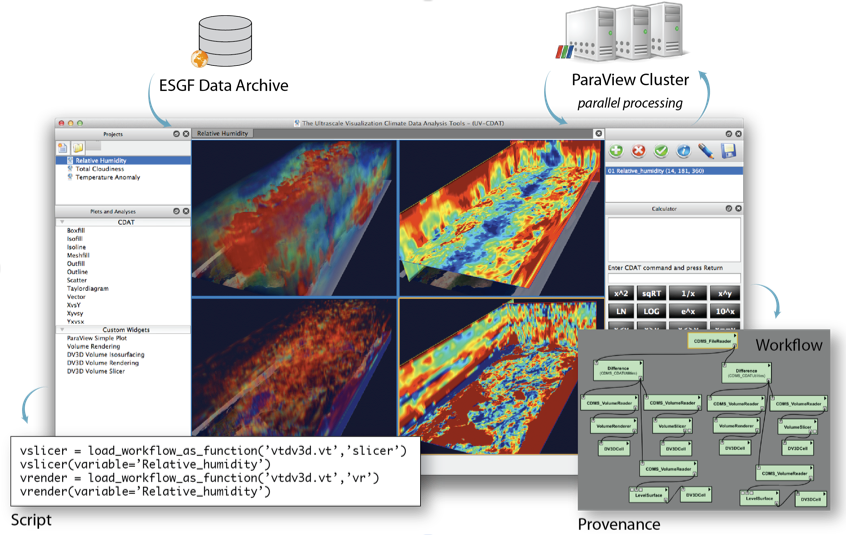 ESGF Data Archive
ParaView Cluster
parallel processing
The Ultrascale Visualization Climate Data Analysis Tools - (UV-CDAT)
Projects
Relative Humidity
Total Cloudiness
Temperature Anomaly
Plots and Analyses
CDAT
Boxfill
Isofill
Isoline
Meshfill
Outfill
Outline
Scatter
Taylordiagram
Vector
XvsY
Xyvsy
Yxvsx
Custom Widgets
ParaView Simple Plot
Volume Rendering
DV3D Volume Isosurfacing
DV3D Volume Rendering
DV3D Volume Slicer
Relative Humidity
01 Relative_humidity (14, 181, 360)
Calculator
Enter CDAT command and press Return
x^2 sqRT 1/x x^y
LN LOG e^x 10^x
Workflow
CDMS_FileReader
Difference
(CDMS_CDATUtilities)
Difference
(CDMS_CDATUtilities)
CDMS_VolumeReader
CDMS_VolumeReader
CDMS_VolumeReader
CDMS_VolumeReader
VolumeRenderer
VolumeSlicer
VolumeRenderer
VolumeSlicer
DV3DCell
DV3DCell
DV3DCell
DV3DCell
CDMS_VolumeReader
CDMS_VolumeReader
LevelSurface
DV3DCell
LevelSurface
DV3DCell
Provenance
vslicer = load_workflow_as_function('vtdv3d.vt','slicer')
vslicer(variable='Relative_humidity')
vrender = load_workflow_as_function('vtdv3d.vt','vr')
vrender(variable='Relative_humidity')
Script